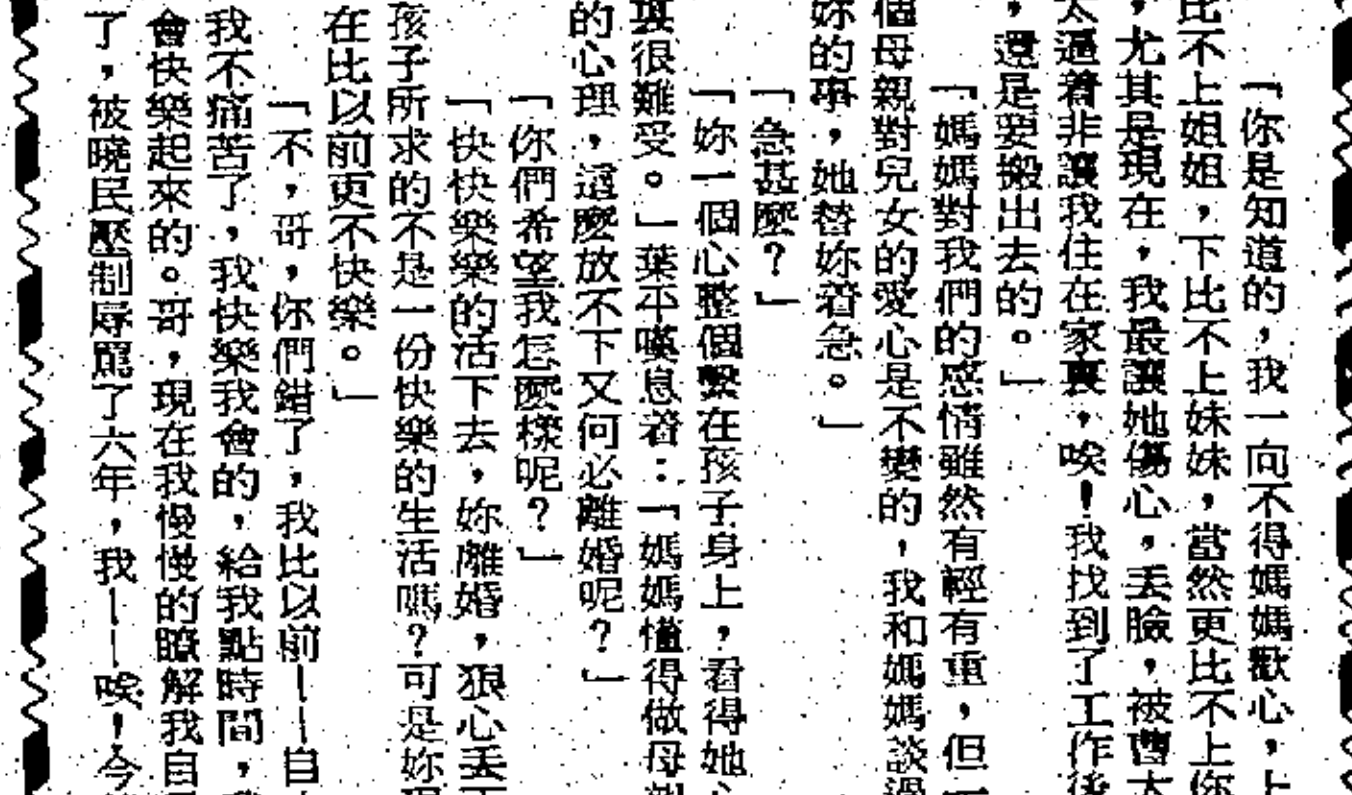 「你是知道的，我一向不得媽媽歡心，上
比不上姐姐，下比不上妹妹，當然更比不上你
，尤其是現在，我最讓她傷心，丟臉，被曹
太逼着非讓我住在家裏，唉！我找到了工作後
，還是要搬出去的。」
「媽媽對我們的感情雖然有輕有重，但一
個母親對兒女的愛心是不變的，我和媽媽談過
妳的事，她替妳着急。」
「急甚麼？」
「妳一個心整個繫在孩子身上，看得她心
裏很難受。」葉平嘆息着：「媽媽懂得做母親
的心理，這麼放不下又何必離婚呢？」
「你們希望我怎麼樣呢？」
「快快樂樂的活下去，妳離婚，狠心丟下
孩子所求的不是一份快樂的生活嗎？可是妳現
在比以前更不快樂。」
「不，哥，你們錯了，我比以前——自
我不痛苦了，我快樂我會的，給我點時間，我
會快樂起來的。哥，現在我慢慢的瞭解我自
了，被曉民壓制辱罵了六年，我——唉！今